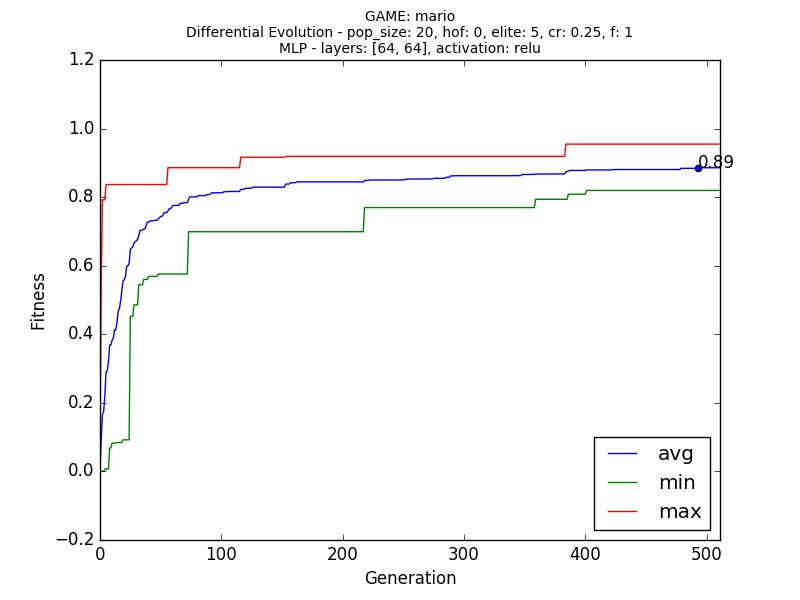 GAME: mario
Differential Evolution - pop_size: 20, hof: 0, elite: 5, cr: 0.25, f: 1
MLP - layers: [64, 64], activation: relu
1.2
1.0
0.8
0.6
0.4
0.2
0.0
−0.2
Fitness
0.89
avg
min
max
0 100 200 300 400 500
Generation